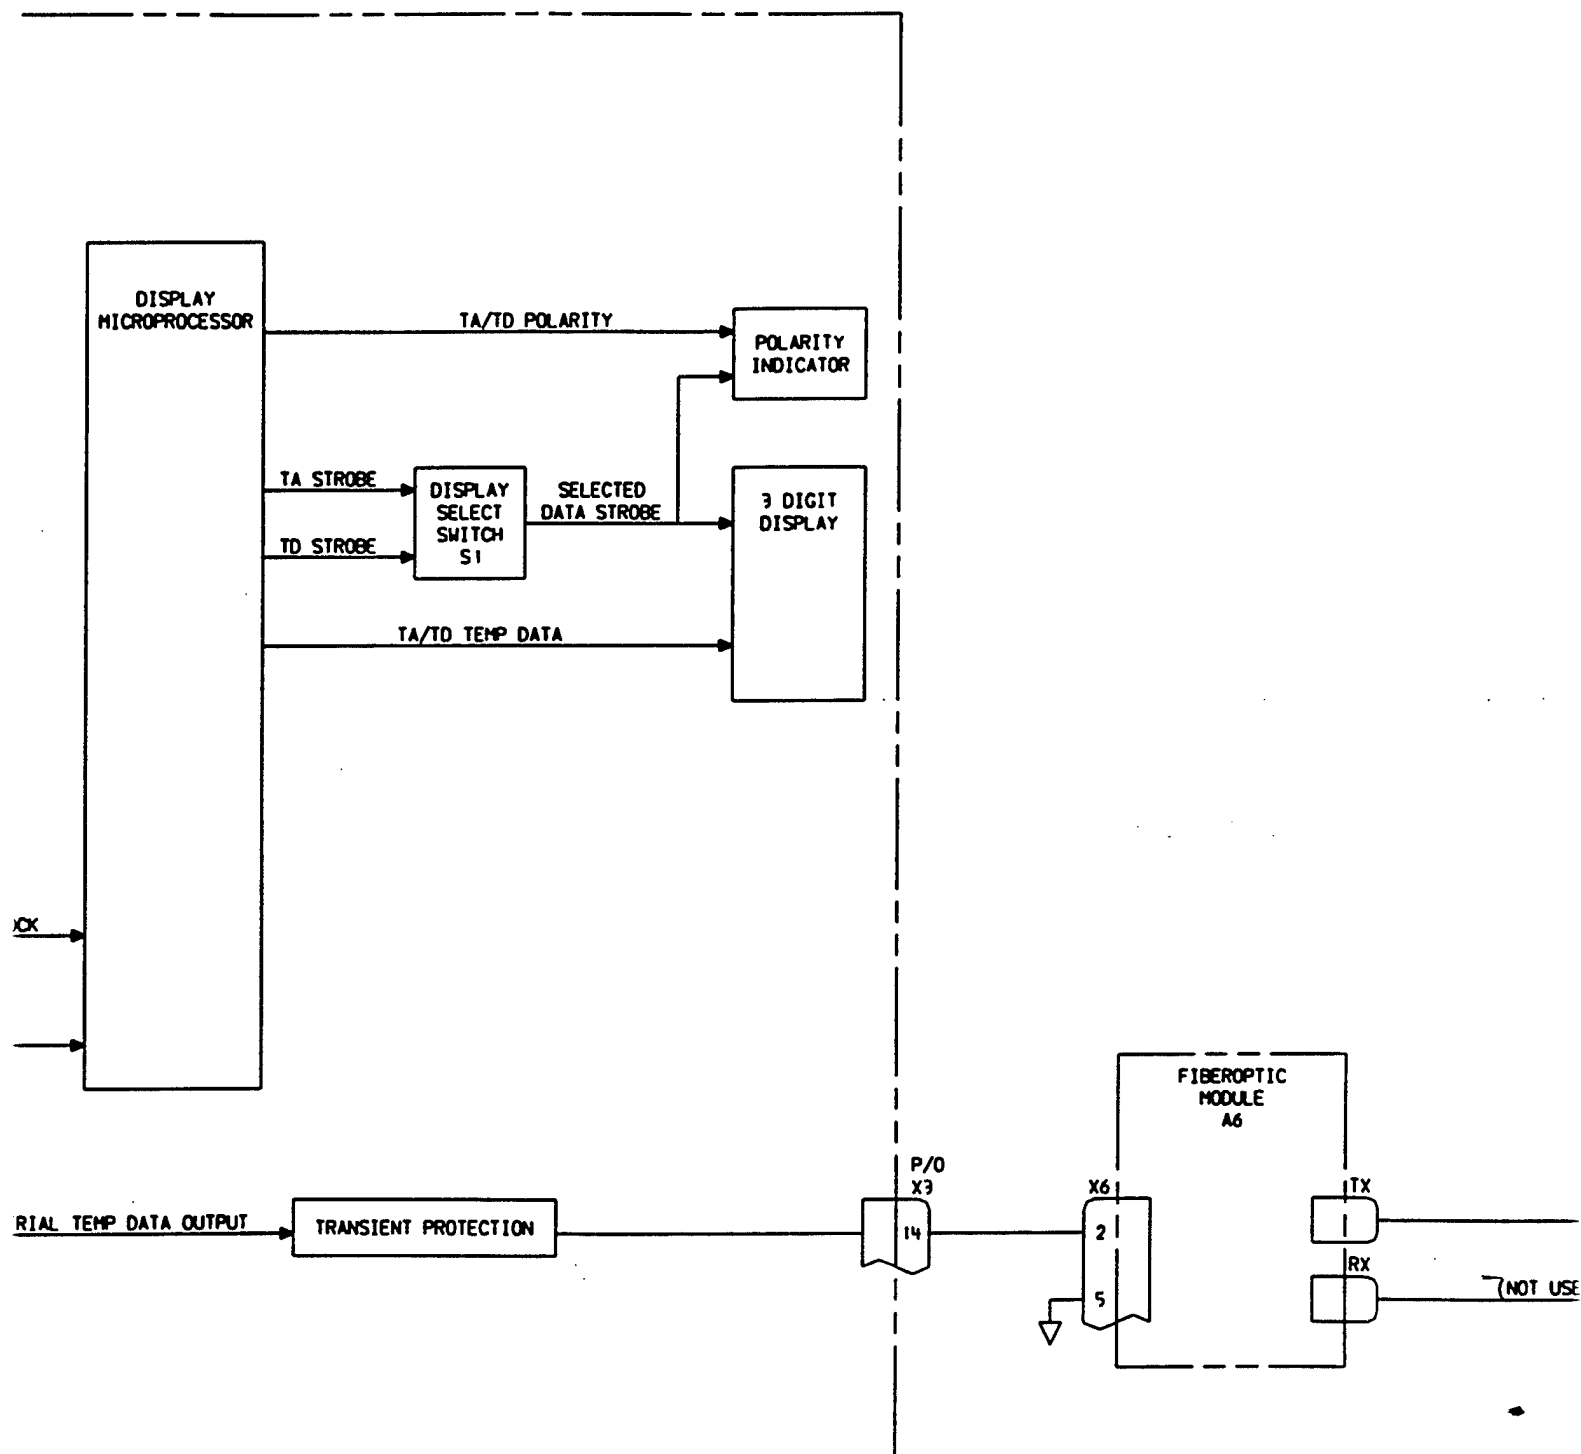 DISPLAY
MICROPROCESSOR
TA/TD POLARITY
POLARITY
INDICATOR
TA STROBE
TD STROBE
DISPLAY
SELECT
SWITCH
S1
SELECTED
DATA STROBE
3 DIGIT
DISPLAY
TA/TD TEMP DATA
OCK
FIBEROPTIC
MODULE
A6
RIAL TEMP DATA OUTPUT
TRANSIENT PROTECTION
P/O
X3
14
X6
2
5
TX
RX
(NOT USE